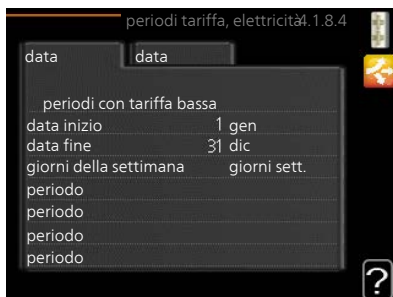 periodi tariffa, elettricità4.1.8.4
data data
periodi con tariffa bassa
data inizio 1 gen
data fine 31 dic
giorni della settimana giorni sett.
periodo
periodo
periodo
periodo
?